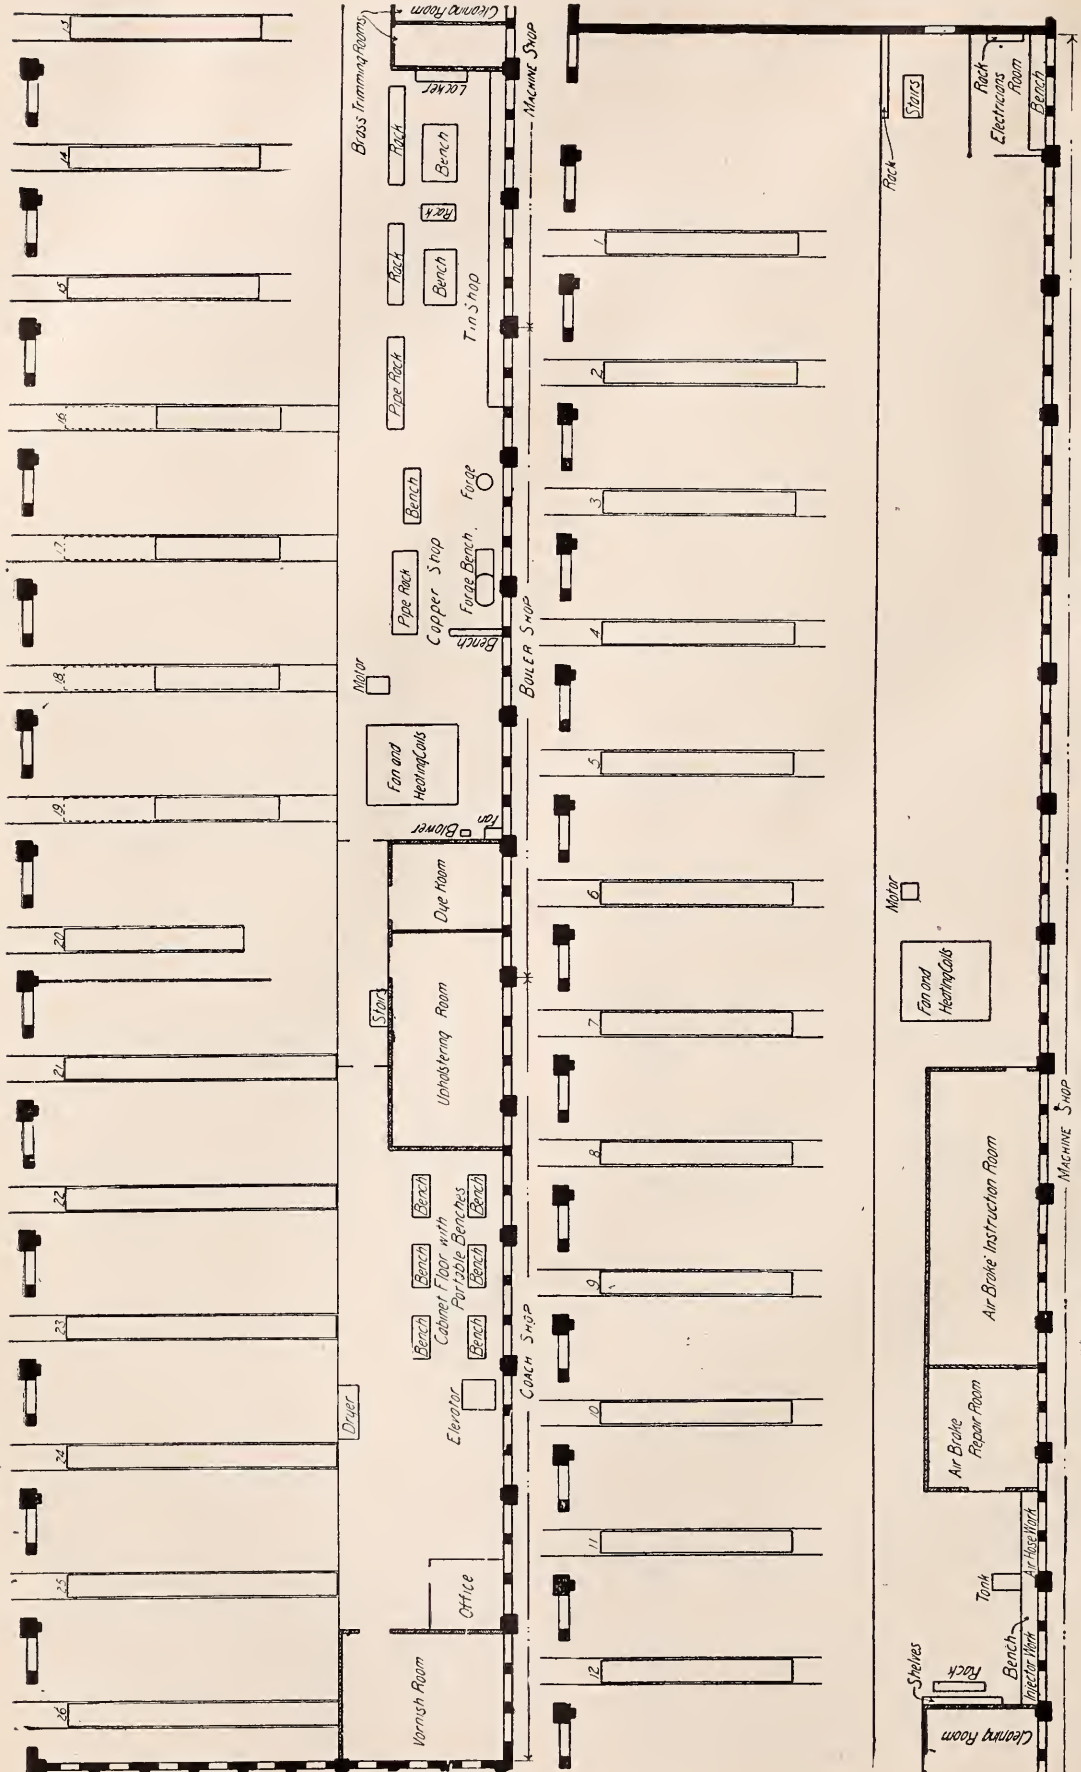 Brass Trimming Rooms
Cleaning Room
13
14
15
16
17
18
19
20
21
22
23
24
25
26
Locker
Rack
Bench
Rack
Rack
Bench
Tin Shop
MACHINE SHOP
Pipe Rack
Bench
Forge
Pipe Rack
Copper Shop
Forge Bench
Bench
BOILER SHOP
Motor
Fan and
Heating Coils
Blower
Fan
Dye Room
Upholstering Room
Stairs
Bench
Bench
Bench
Cabinet Floor with
Portable Benches
Bench
Bench
Bench
Dryer
Elevator
COACH SHOP
Office
Varnish Room
1
2
3
4
5
6
7
8
9
10
11
12
Rack
Stairs
Rack
Electricians
Room
Bench
Motor
Fan and
Heating Coils
Air Brake Instruction Room
MACHINE SHOP
Air Brake
Repair Room
Air Hose Work
Tank
Bench
Injector Work
Rack
Shelves
Cleaning Room